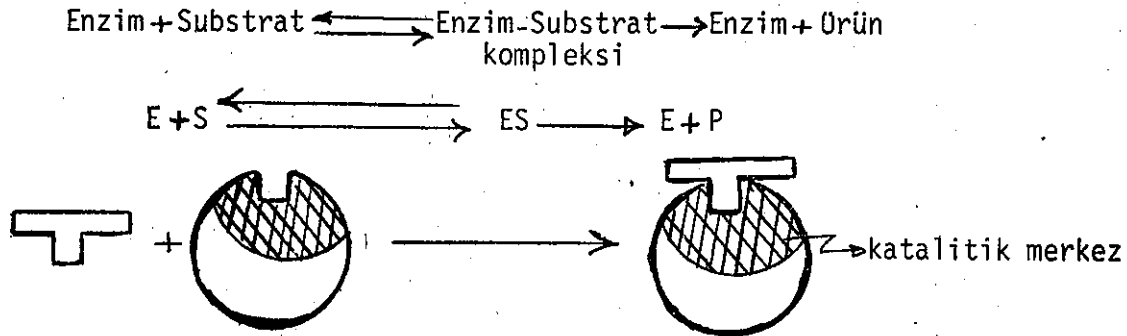 Enzim + Substrat ⇄ Enzim-Substrat → Enzim + Ürün
kompleksi
E + S ⇄ ES → E + P
+ → katalitik merkez